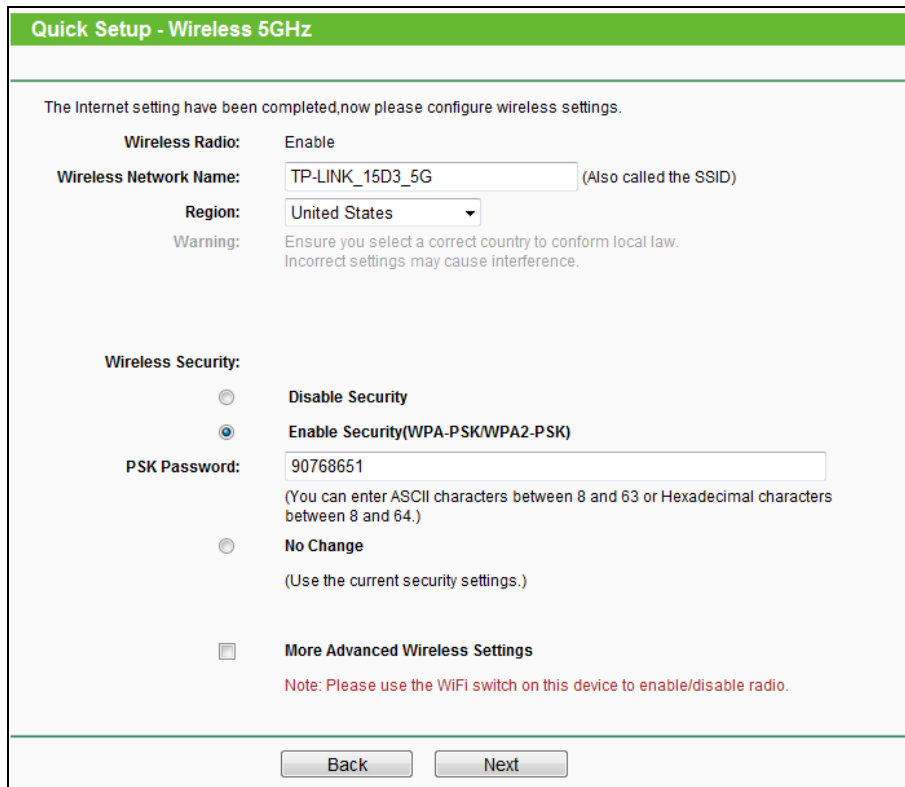 Quick Setup - Wireless 5GHz
The Internet setting have been completed,now please configure wireless settings.
Wireless Radio: Enable
Wireless Network Name: TP-LINK_15D3_5G (Also called the SSID)
Region: United States
Warning: Ensure you select a correct country to conform local law.
Incorrect settings may cause interference.
Wireless Security:
Disable Security
Enable Security(WPA-PSK/WPA2-PSK)
PSK Password: 90768651
(You can enter ASCII characters between 8 and 63 or Hexadecimal characters
between 8 and 64.)
No Change
(Use the current security settings.)
More Advanced Wireless Settings
Note: Please use the WiFi switch on this device to enable/disable radio.
Back Next